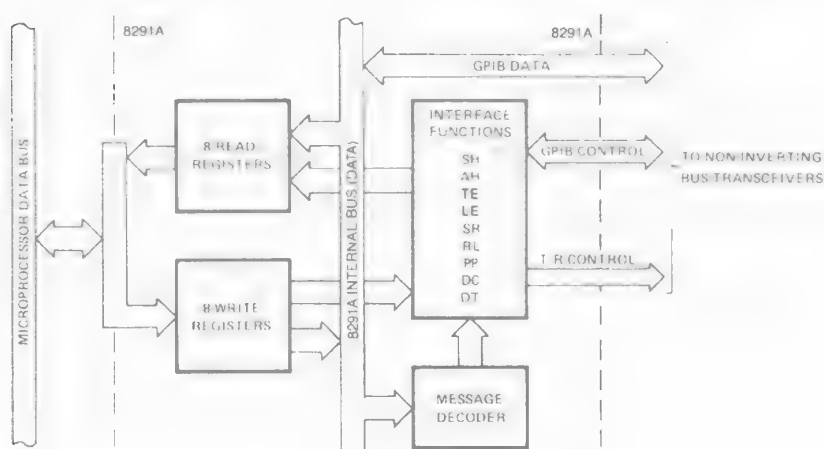 8291A
8291A
GPIB DATA
MICROPROCESSOR DATA BUS
8 READ
REGISTERS
8 WRITE
REGISTERS
8291A INTERNAL BUS (DATA)
INTERFACE
FUNCTIONS
SH
AH
TE
LE
SR
RL
PP
DC
DT
GPIB CONTROL
T/R CONTROL
TO NON-INVERTING
BUS TRANSCEIVERS
MESSAGE
DECODER